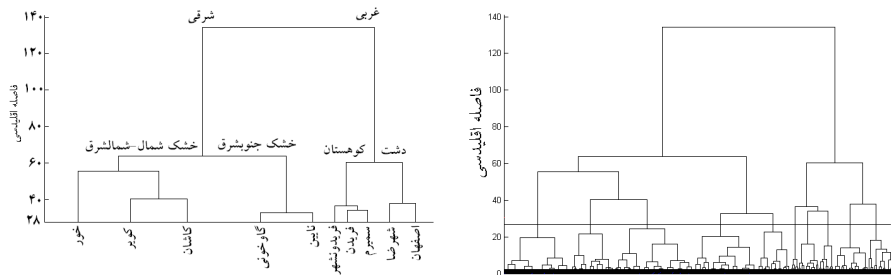 شرقی
غربی
۱۴۰
۱۲۰
۱۰۰
۸۰
۶۰
۴۰
۲۸
فاصله اقلیدسی
خشک شمال-شمالشرق
خشک جنوبشرق
کوهستان
دشت
خور
کویر
کاشان
گاوخونی
نایین
فریدونشهر
فریدن
سمیرم
شهرضا
اصفهان
140
120
100
80
60
40
20
0
فاصله اقلیدسی